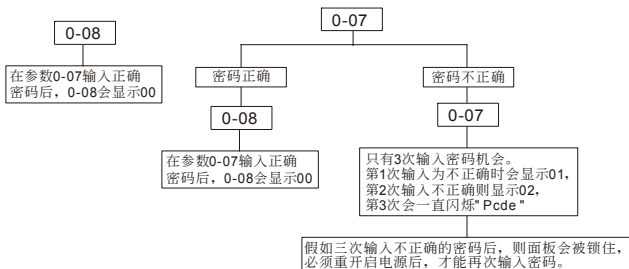 0-08
在参数0-07输入正确
密码后，0-08会显示00
0-07
密码正确
0-08
在参数0-07输入正确
密码后，0-08会显示00
密码不正确
0-07
只有3次输入密码机会。
第1次输入为不正确时会显示01，
第2次输入不正确则显示02，
第3次会一直闪烁" Pcde "
假如三次输入不正确的密码后，则面板会被锁住，
必须重开启电源后，才能再次输入密码。